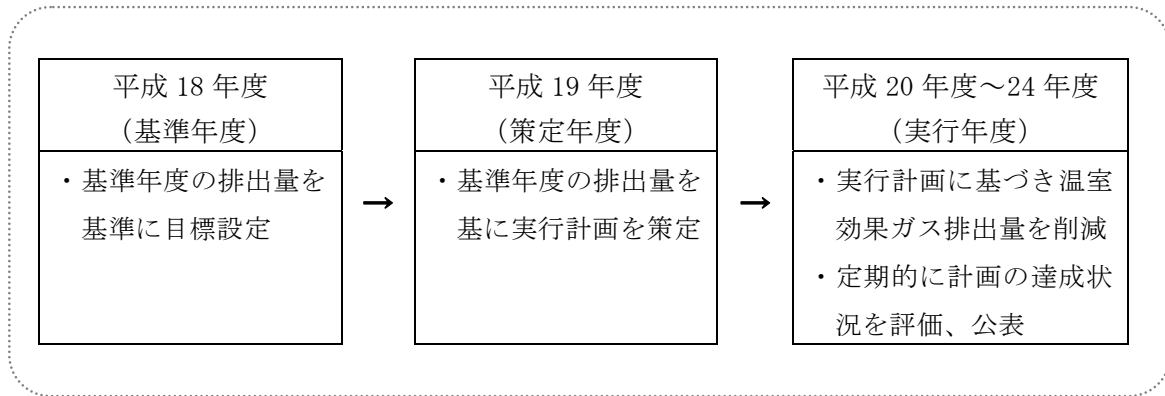 平成 18 年度
(基準年度)
・基準年度の排出量を
基準に目標設定
→
平成 19 年度
(策定年度)
・基準年度の排出量を
基に実行計画を策定
→
平成 20 年度～24 年度
(実行年度)
・実行計画に基づき温室
効果ガス排出量を削減
・定期的に計画の達成状
況を評価、公表